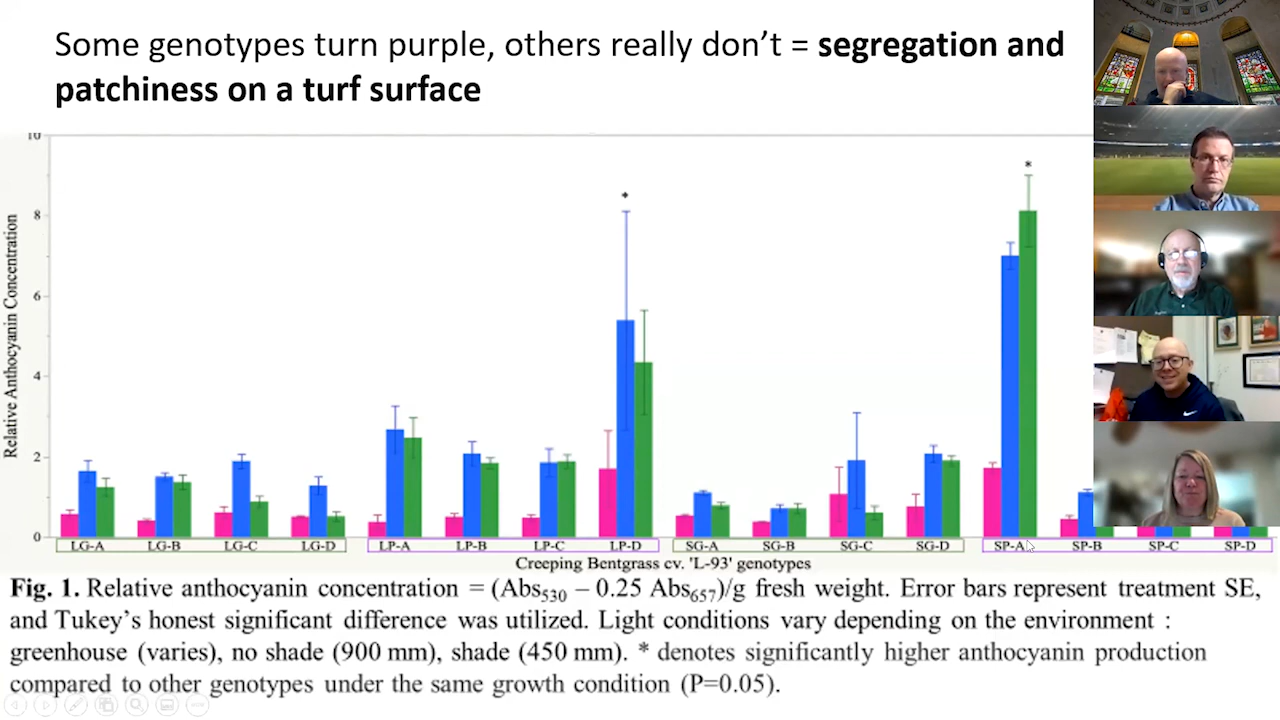 Some genotypes turn purple, others really don't = segregation and
patchiness on a turf surface
10
8
6
4
2
0
Relative Anthocyanin Concentration
*
*
LG-A LG-B LG-C LG-D LP-A LP-B LP-C LP-D SG-A SG-B SG-C SG-D SP-A SP-B SP-C SP-D
Creeping Bentgrass cv. 'L-93' genotypes
Fig. 1. Relative anthocyanin concentration = (Abs530 – 0.25 Abs657)/g fresh weight. Error bars represent treatment SE,
and Tukey's honest significant difference was utilized. Light conditions vary depending on the environment :
greenhouse (varies), no shade (900 mm), shade (450 mm). * denotes significantly higher anthocyanin production
compared to other genotypes under the same growth condition (P=0.05).